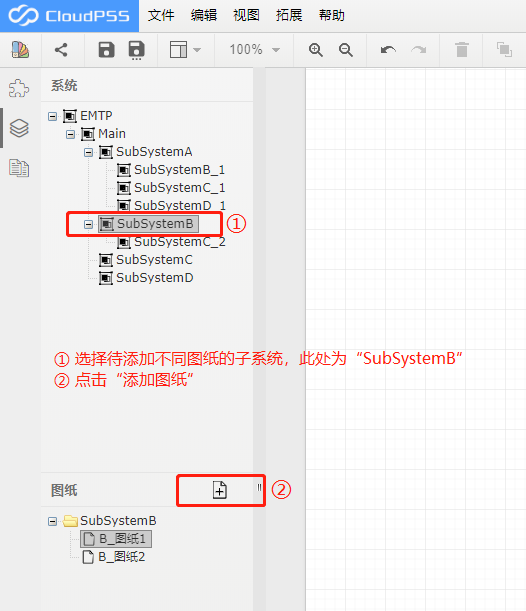 CloudPSS 文件 编辑 视图 拓展 帮助
100%
系统
EMTP
Main
SubSystemA
SubSystemB_1
SubSystemC_1
SubSystemD_1
SubSystemB ①
SubSystemC_2
SubSystemC
SubSystemD
① 选择待添加不同图纸的子系统，此处为“SubSystemB”
② 点击“添加图纸”
图纸 ②
SubSystemB
B_图纸1
B_图纸2